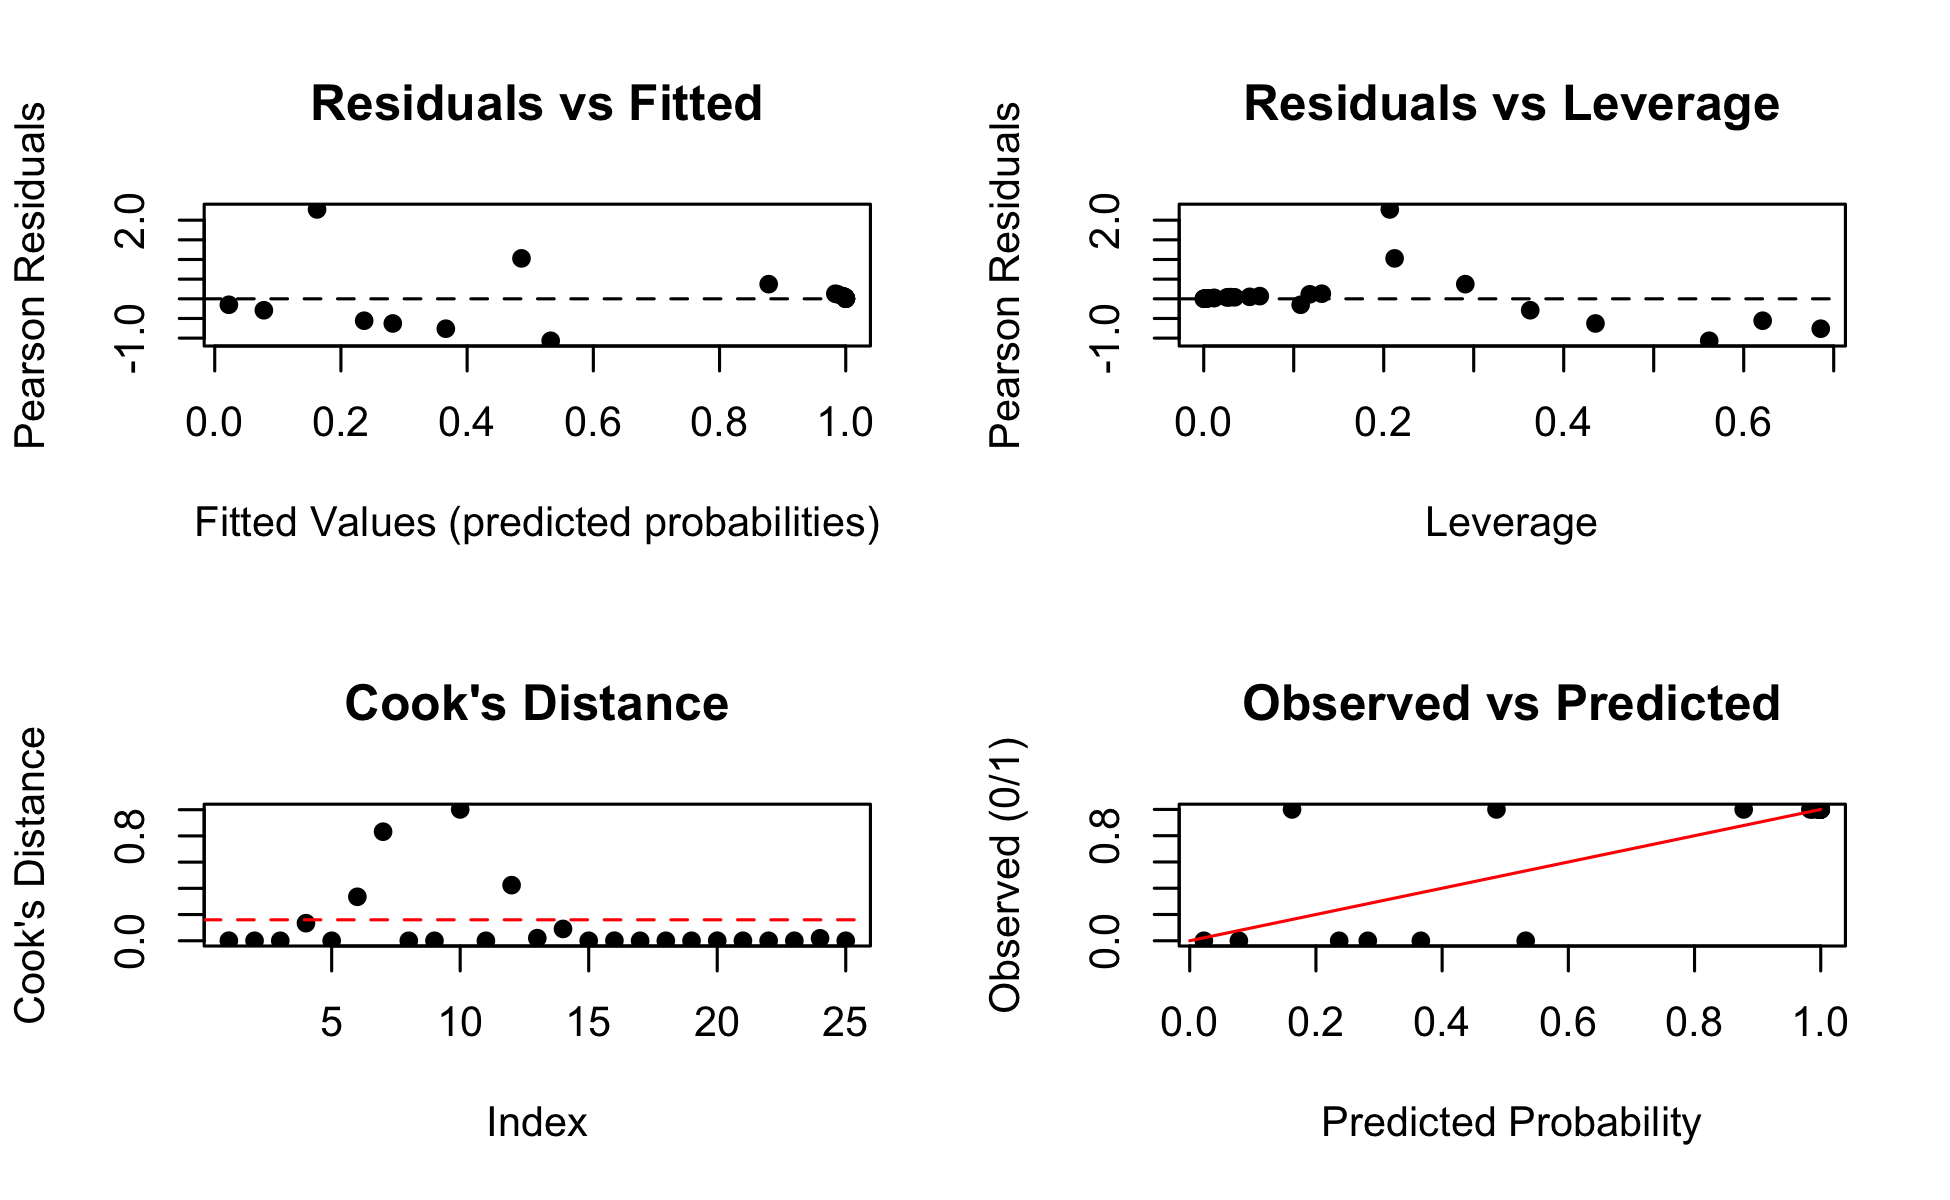 Residuals vs Fitted
Pearson Residuals
-1.0 2.0
0.0 0.2 0.4 0.6 0.8 1.0
Fitted Values (predicted probabilities)
Residuals vs Leverage
Pearson Residuals
-1.0 2.0
0.0 0.2 0.4 0.6
Leverage
Cook's Distance
Cook's Distance
0.0 0.8
5 10 15 20 25
Index
Observed vs Predicted
Observed (0/1)
0.0 0.8
0.0 0.2 0.4 0.6 0.8 1.0
Predicted Probability